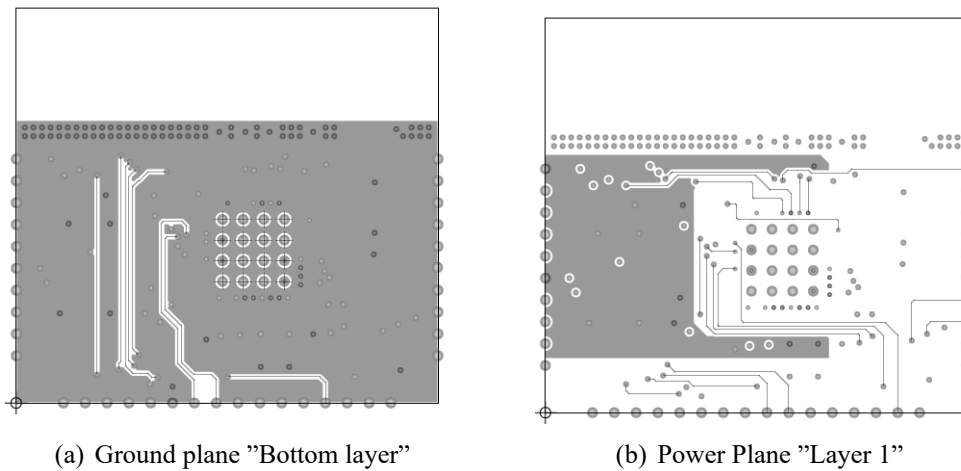 (a) Ground plane ”Bottom layer”
(b) Power Plane ”Layer 1”